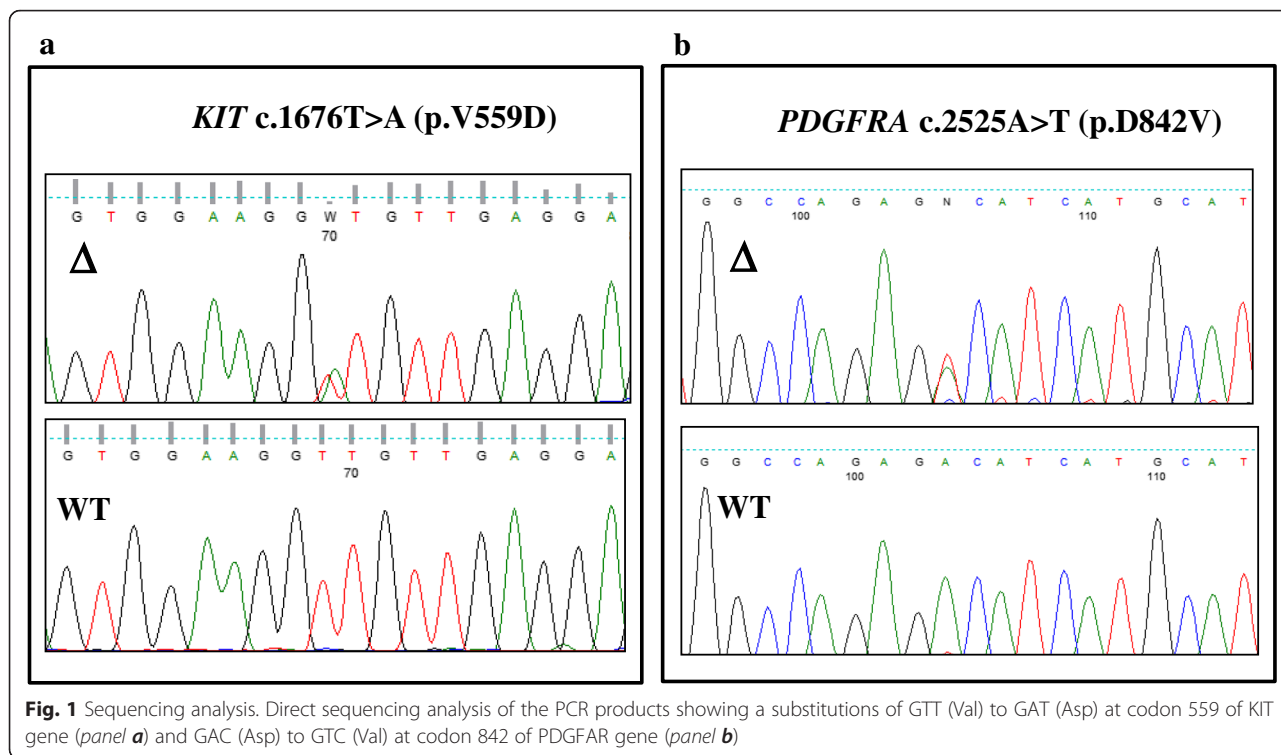 a
KIT c.1676T>A (p.V559D)
G T G G A A G G W T G T T G A G G A
70
Δ
G T G G A A G G T T G T T G A G G A
70
WT
b
PDGFRA c.2525A>T (p.D842V)
G G C C A G A G N C A T C A T G C A T
100 110
Δ
G G C C A G A G A C A T C A T G C A T
100 110
WT
Fig. 1 Sequencing analysis. Direct sequencing analysis of the PCR products showing a substitutions of GTT (Val) to GAT (Asp) at codon 559 of KIT
gene (panel a) and GAC (Asp) to GTC (Val) at codon 842 of PDGFAR gene (panel b)